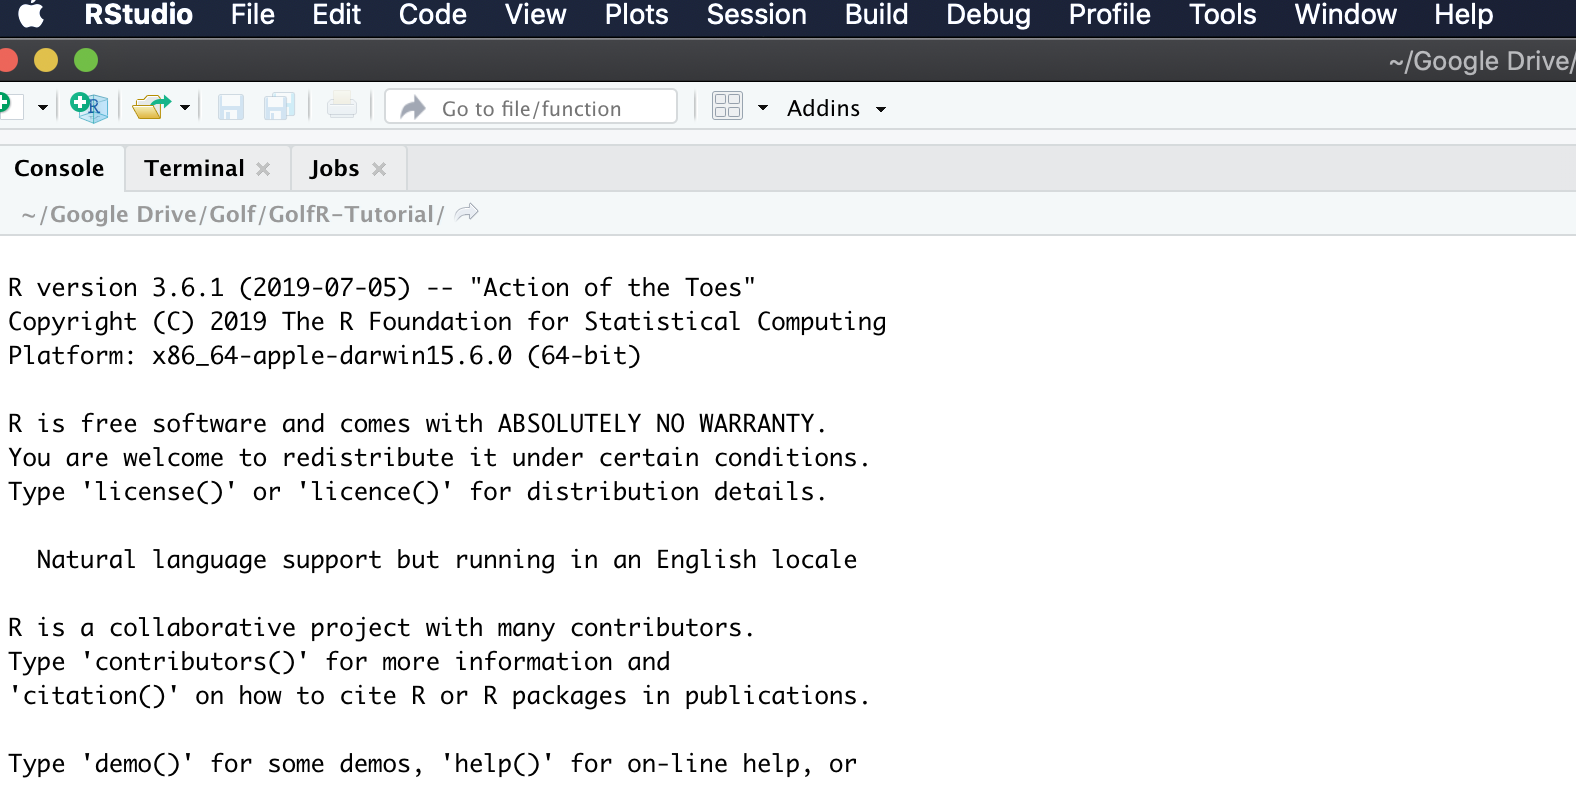 RStudio File Edit Code View Plots Session Build Debug Profile Tools Window Help
~/Google Drive/
R Go to file/function Addins
Console Terminal × Jobs ×
~/Google Drive/Golf/GolfR-Tutorial/
R version 3.6.1 (2019-07-05) -- "Action of the Toes"
Copyright (C) 2019 The R Foundation for Statistical Computing
Platform: x86_64-apple-darwin15.6.0 (64-bit)
R is free software and comes with ABSOLUTELY NO WARRANTY.
You are welcome to redistribute it under certain conditions.
Type 'license()' or 'licence()' for distribution details.
Natural language support but running in an English locale
R is a collaborative project with many contributors.
Type 'contributors()' for more information and
'citation()' on how to cite R or R packages in publications.
Type 'demo()' for some demos, 'help()' for on-line help, or